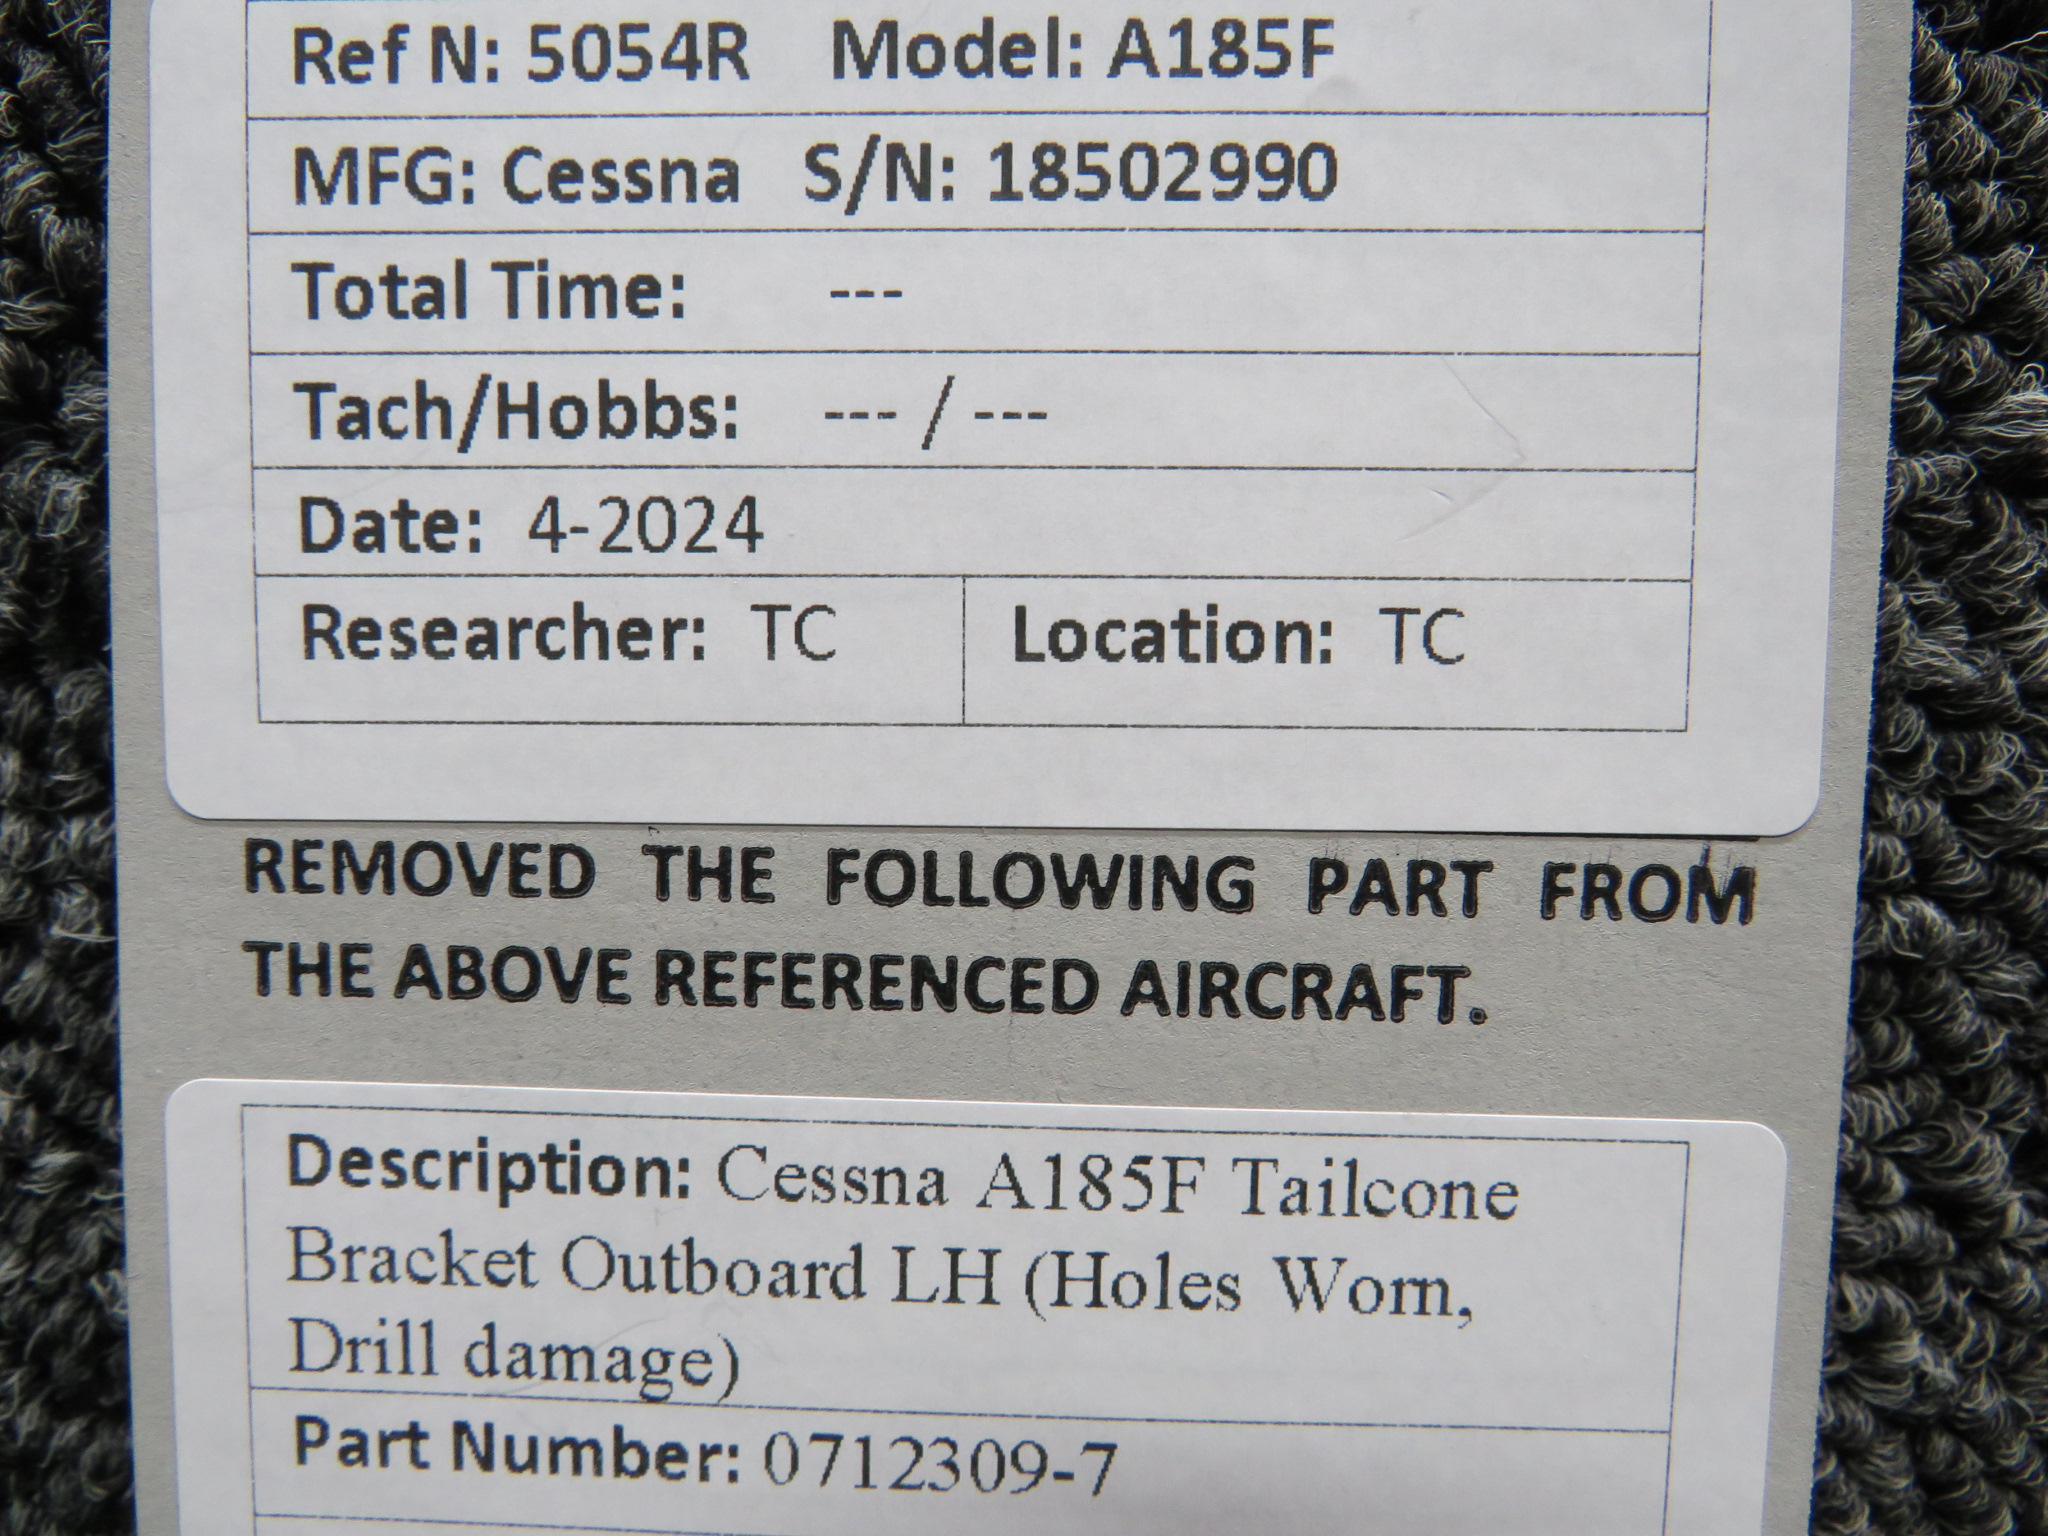 Ref N: 5054R Model: A185F
MFG: Cessna S/N: 18502990
Total Time: ---
Tach/Hobbs: --- / ---
Date: 4-2024
Researcher: TC Location: TC
REMOVED THE FOLLOWING PART FROM
THE ABOVE REFERENCED AIRCRAFT.
Description: Cessna A185F Tailcone
Bracket Outboard LH (Holes Worn,
Drill damage)
Part Number: 0712309-7